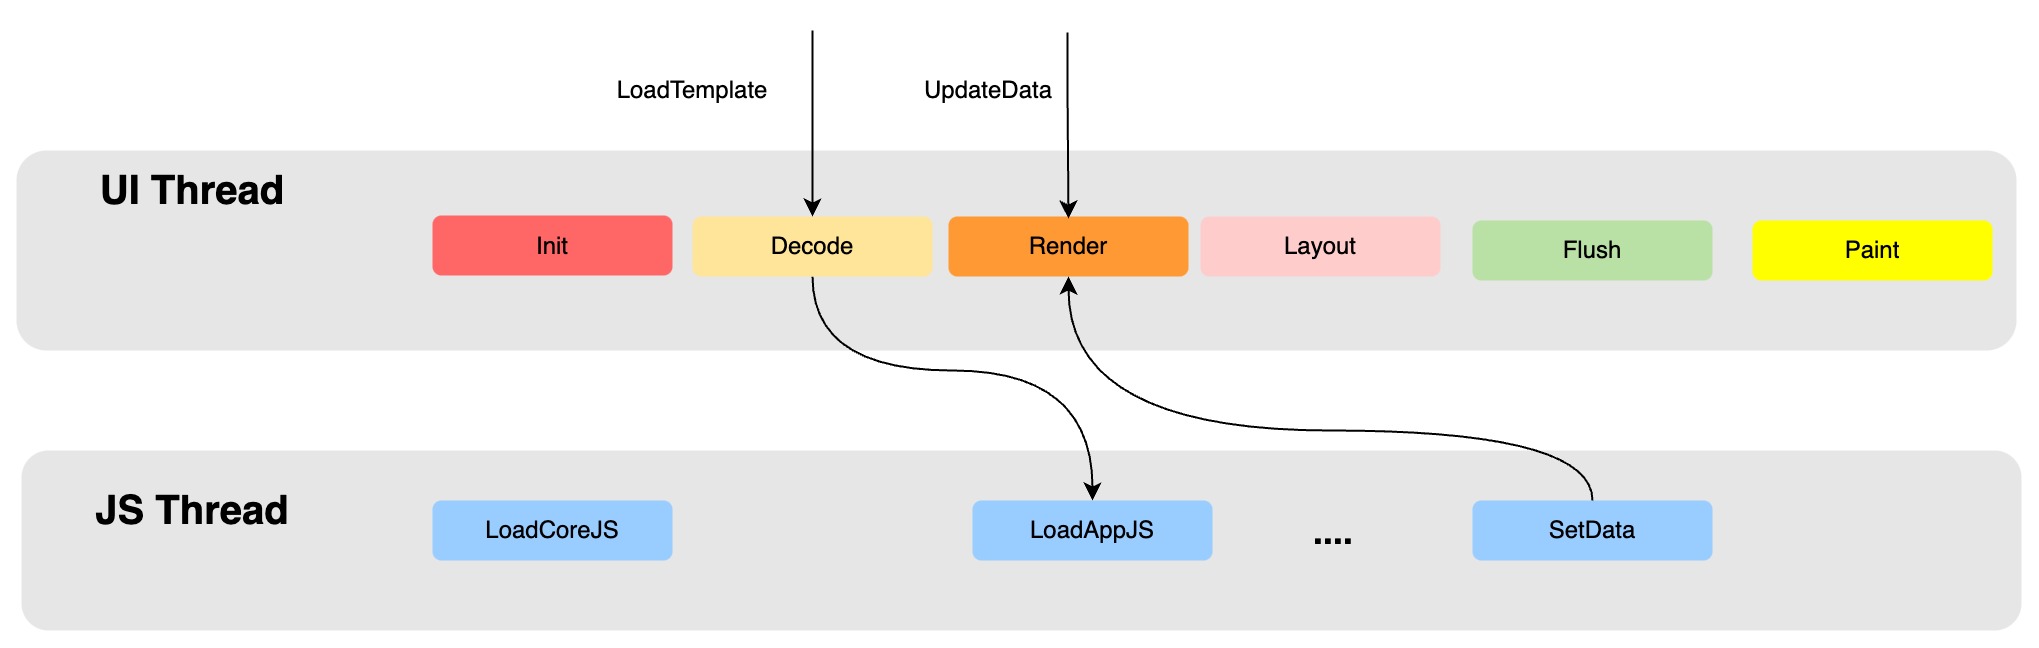 LoadTemplate
UpdateData
UI Thread
Init
Decode
Render
Layout
Flush
Paint
JS Thread
LoadCoreJS
LoadAppJS
....
SetData